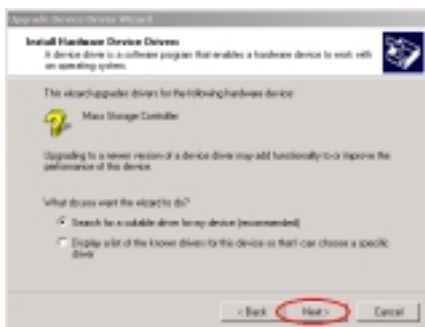 Upgrade Device Driver Wizard
Install Hardware Device Drivers
A device driver is a software program that enables a hardware device to work with
an operating system.
This wizard upgrades drivers for the following hardware device:
Mass Storage Controller
Upgrading to a newer version of a device driver may add functionality to or improve the
performance of this device.
What do you want the wizard to do?
Search for a suitable driver for my device (recommended)
Display a list of the known drivers for this device so that I can choose a specific
driver
< Back
Next >
Cancel